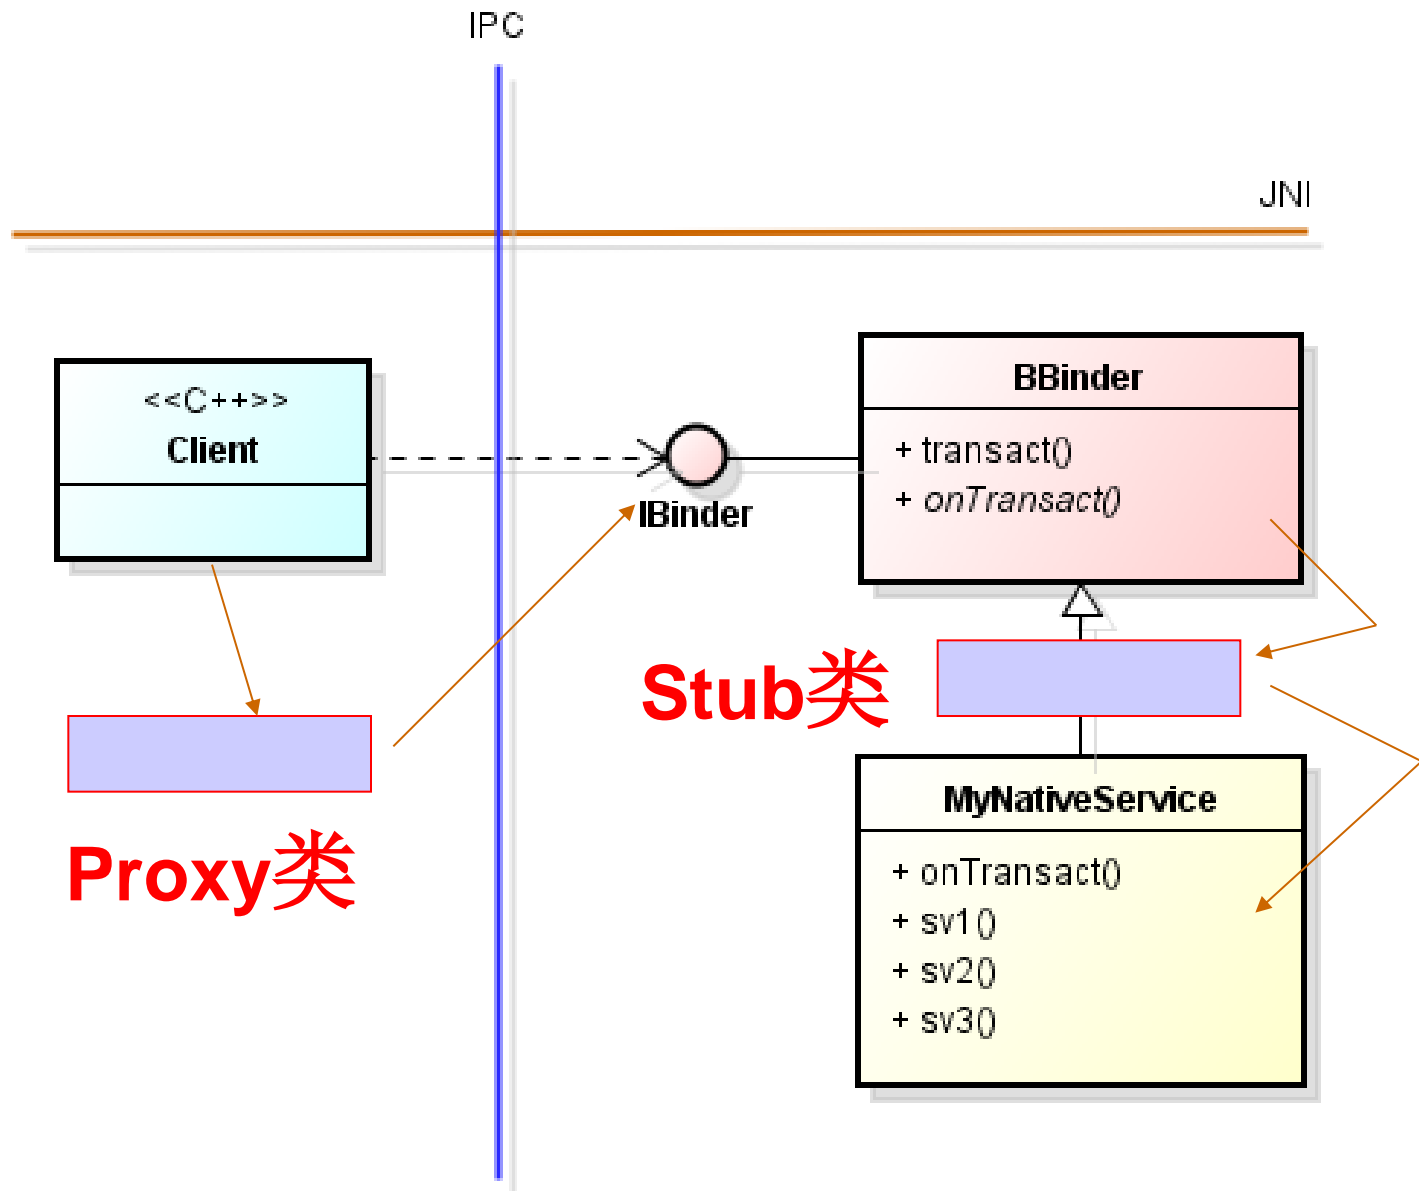 IPC
JNI
<<C++>>
Client
IBinder
BBinder
+ transact()
+ onTransact()
Stub类
Proxy类
MyNativeService
+ onTransact()
+ sv1()
+ sv2()
+ sv3()